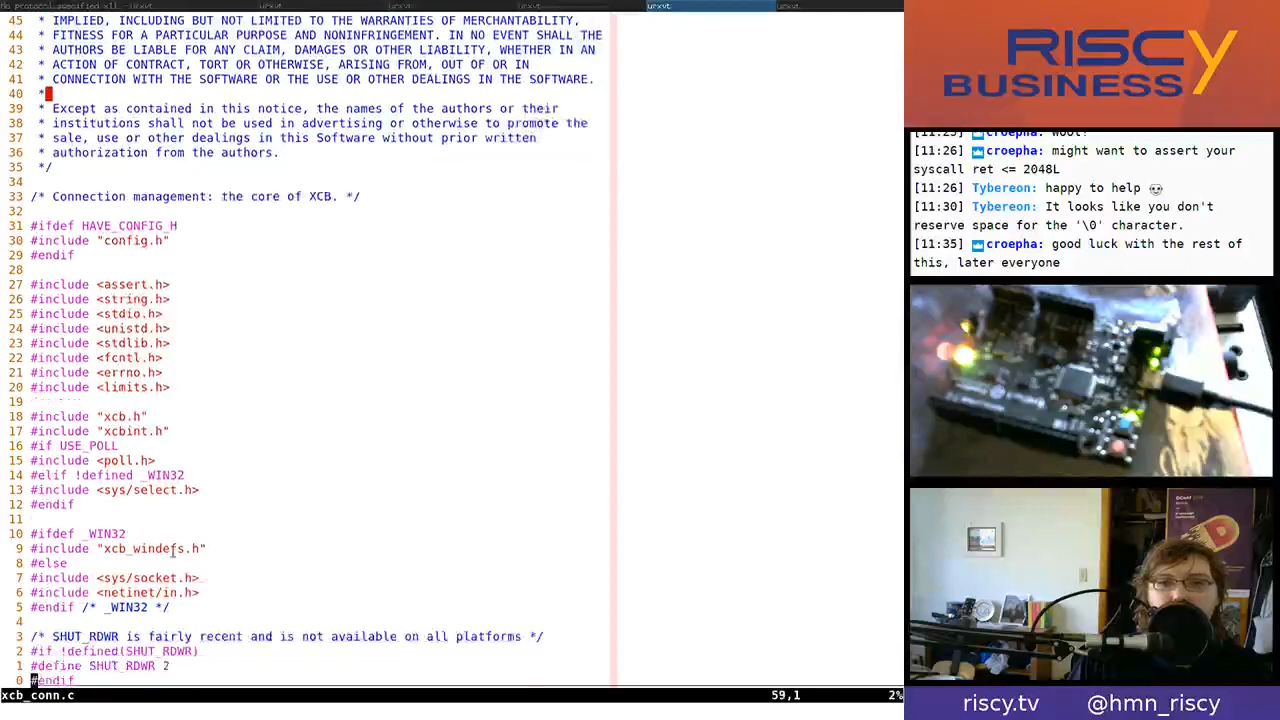 urxvt urxvt urxvt urxvt urxvt
45 * IMPLIED, INCLUDING BUT NOT LIMITED TO THE WARRANTIES OF MERCHANTABILITY,
44 * FITNESS FOR A PARTICULAR PURPOSE AND NONINFRINGEMENT. IN NO EVENT SHALL THE
43 * AUTHORS BE LIABLE FOR ANY CLAIM, DAMAGES OR OTHER LIABILITY, WHETHER IN AN
42 * ACTION OF CONTRACT, TORT OR OTHERWISE, ARISING FROM, OUT OF OR IN
41 * CONNECTION WITH THE SOFTWARE OR THE USE OR OTHER DEALINGS IN THE SOFTWARE.
40 *
39 * Except as contained in this notice, the names of the authors or their
38 * institutions shall not be used in advertising or otherwise to promote the
37 * sale, use or other dealings in this Software without prior written
36 * authorization from the authors.
35 */
34
33 /* Connection management: the core of XCB. */
32
31 #ifdef HAVE_CONFIG_H
30 #include "config.h"
29 #endif
28
27 #include <assert.h>
26 #include <string.h>
25 #include <stdio.h>
24 #include <unistd.h>
23 #include <stdlib.h>
22 #include <fcntl.h>
21 #include <errno.h>
20 #include <limits.h>
19
18 #include "xcb.h"
17 #include "xcbint.h"
16 #if USE_POLL
15 #include <poll.h>
14 #elif !defined _WIN32
13 #include <sys/select.h>
12 #endif
11
10 #ifdef _WIN32
9 #include "xcb_windefs.h"
8 #else
7 #include <sys/socket.h>
6 #include <netinet/in.h>
5 #endif /* _WIN32 */
4
3 /* SHUT_RDWR is fairly recent and is not available on all platforms */
2 #if !defined(SHUT_RDWR)
1 #define SHUT_RDWR 2
0 #endif
xcb_conn.c 59,1 2%
RISCY
BUSINESS
[11:25] croepha: woot!
[11:26] croepha: might want to assert your
syscall ret <= 2048L
[11:26] Tybereon: happy to help
[11:30] Tybereon: It looks like you don't
reserve space for the '\0' character.
[11:35] croepha: good luck with the rest of
this, later everyone
riscy.tv @hmn_riscy